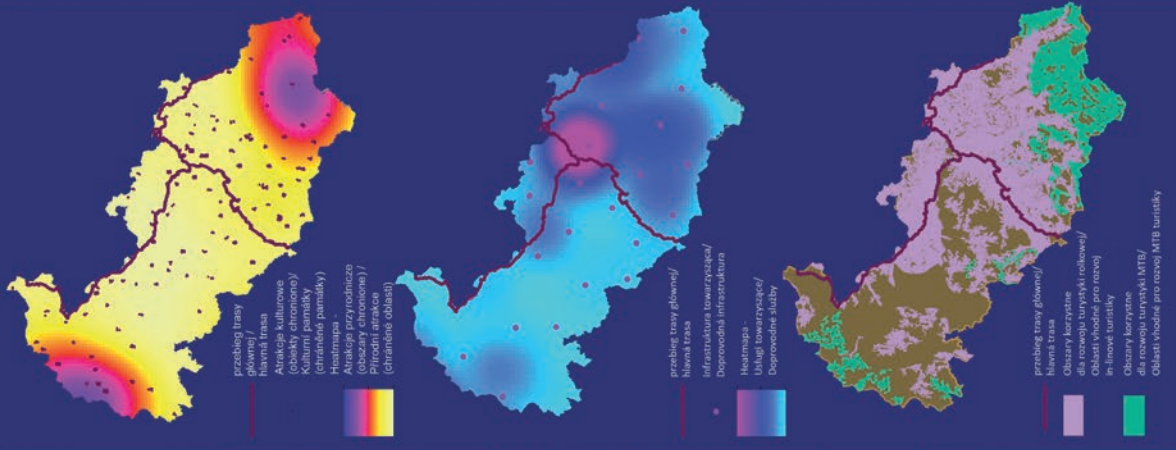 przebieg trasy
głównej /
hlavná trasa
Atrakcje kulturowe
(obiekty chronione)/
Kulturní památky
(chráněné památky)
Heatmapa -
Atrakcje przyrodnicze
(obszary chronione) /
Přírodní atrakce
(chráněné oblasti)
przebieg trasy głównej/
hlavná trasa
Infrastruktura towarzysząca/
Doprovodná infrastruktura
Heatmapa -
Usługi towarzyszące/
Doprovodné služby
przebieg trasy głównej/
hlavná trasa
Obszary korzystne
dla rozwoju turystyki rolkowej/
Oblasti vhodné pro rozvoj
in-linové turistiky
Obszary korzystne
dla rozwoju turystyki MTB/
Oblasti vhodné pro rozvoj MTB turistiky